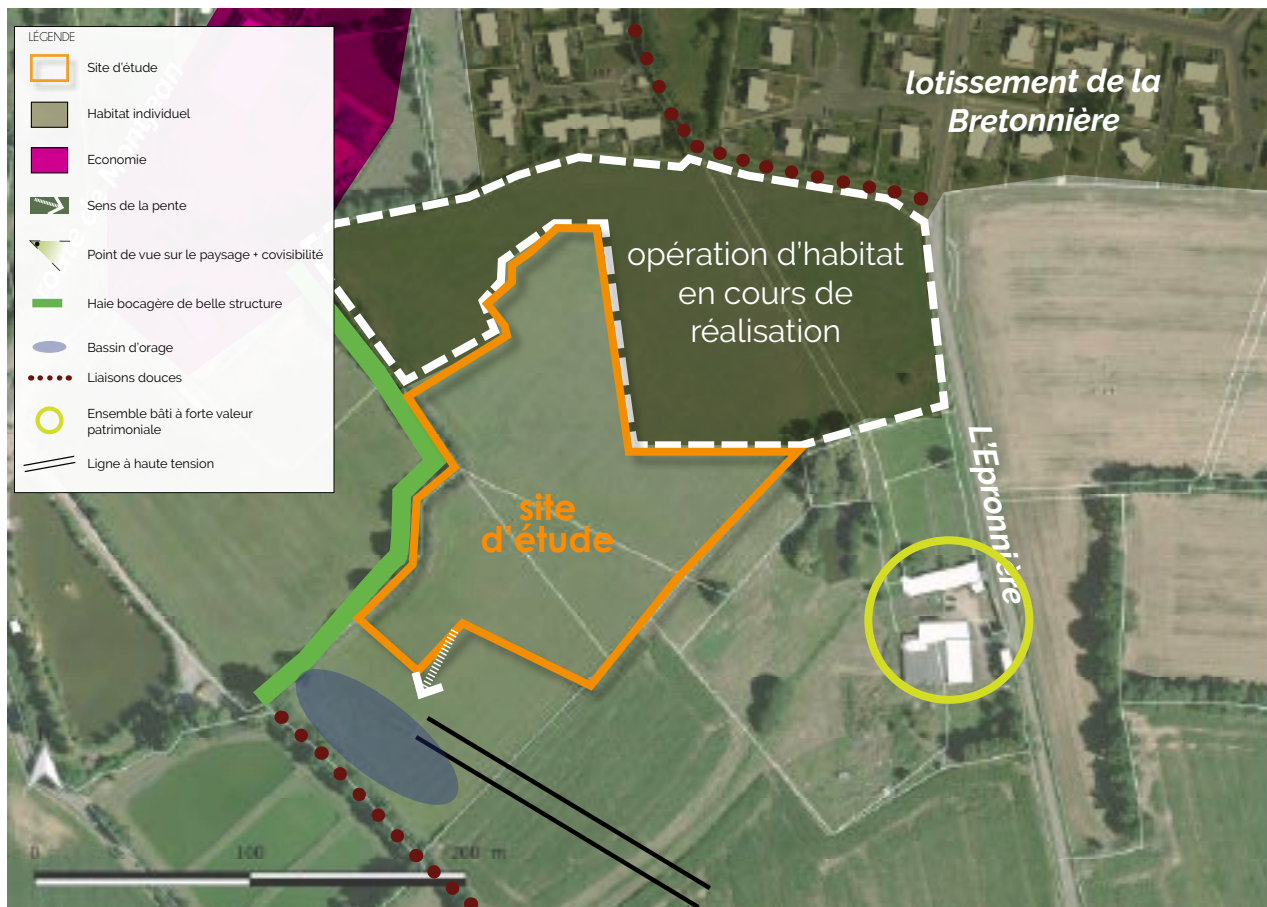 LÉGENDE
Site d'étude
Habitat individuel
Economie
Sens de la pente
Point de vue sur le paysage + covisibilité
Haie bocagère de belle structure
Bassin d'orage
Liaisons douces
Ensemble bâti à forte valeur
patrimoniale
Ligne à haute tension
lotissement de la
Bretonnière
opération d'habitat
en cours de
réalisation
site
d'étude
L'Epronnière
0
100
200 m